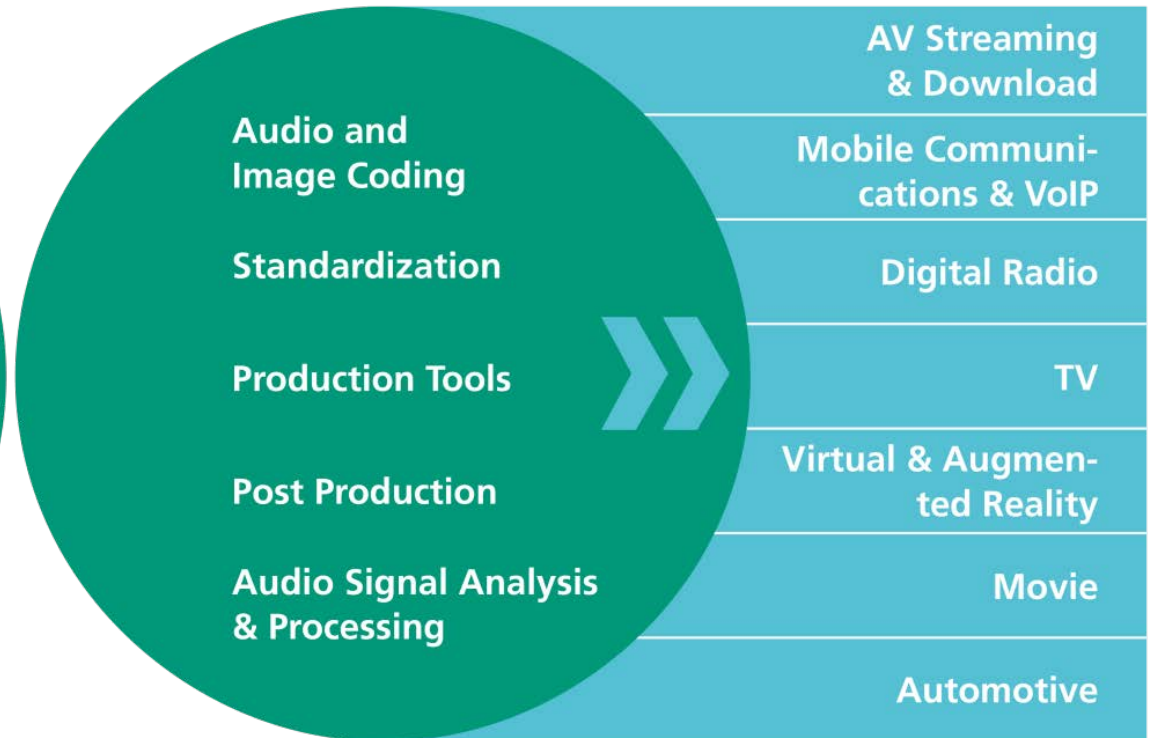 Audio and
Image Coding
Standardization
Production Tools
Post Production
Audio Signal Analysis
& Processing
AV Streaming
& Download
Mobile Communi-
cations & VoIP
Digital Radio
TV
Virtual & Augmen-
ted Reality
Movie
Automotive